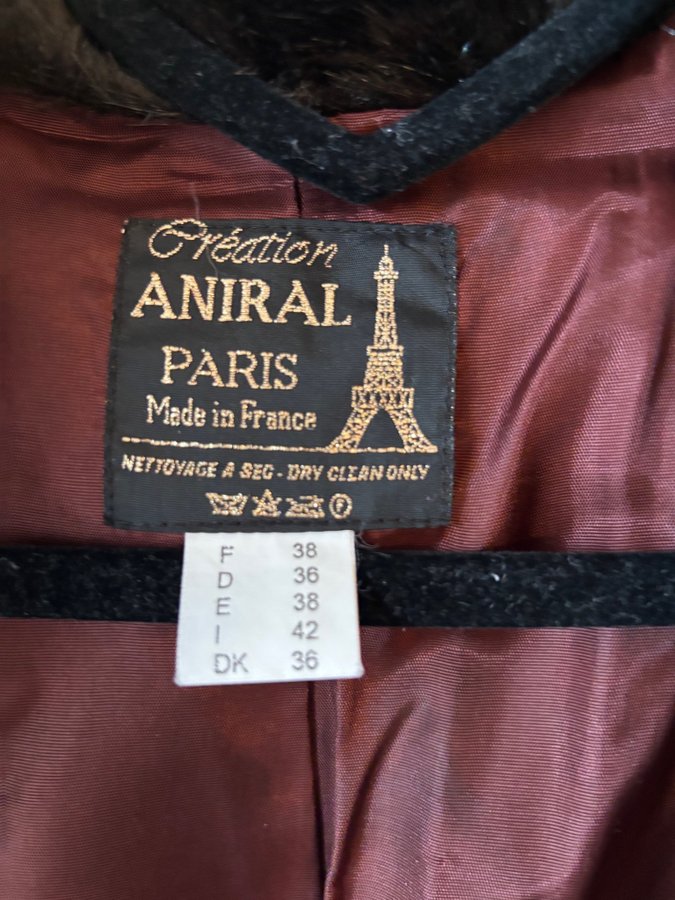 Création
ANIRAL
PARIS
Made in France
NETTOYAGE A SEC - DRY CLEAN ONLY
F
F 38
D 36
E 38
I 42
DK 36